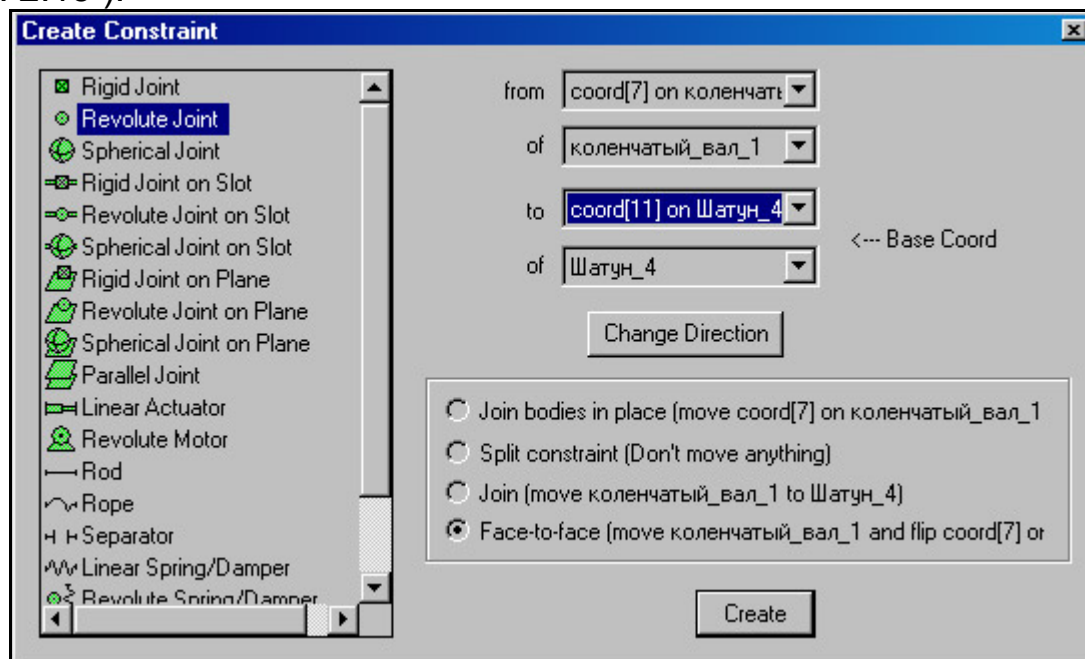 Create Constraint
Rigid Joint
Revolute Joint
Spherical Joint
Rigid Joint on Slot
Revolute Joint on Slot
Spherical Joint on Slot
Rigid Joint on Plane
Revolute Joint on Plane
Spherical Joint on Plane
Parallel Joint
Linear Actuator
Revolute Motor
Rod
Rope
Separator
Linear Spring/Damper
Revolute Spring/Damper
from coord[7] on коленчать
of коленчатый_вал_1
to coord[11] on Шатун_4
<--- Base Coord
of Шатун_4
Change Direction
Join bodies in place (move coord[7] on коленчатый_вал_1
Split constraint (Don't move anything)
Join (move коленчатый_вал_1 to Шатун_4)
Face-to-face (move коленчатый_вал_1 and flip coord[7] or
Create